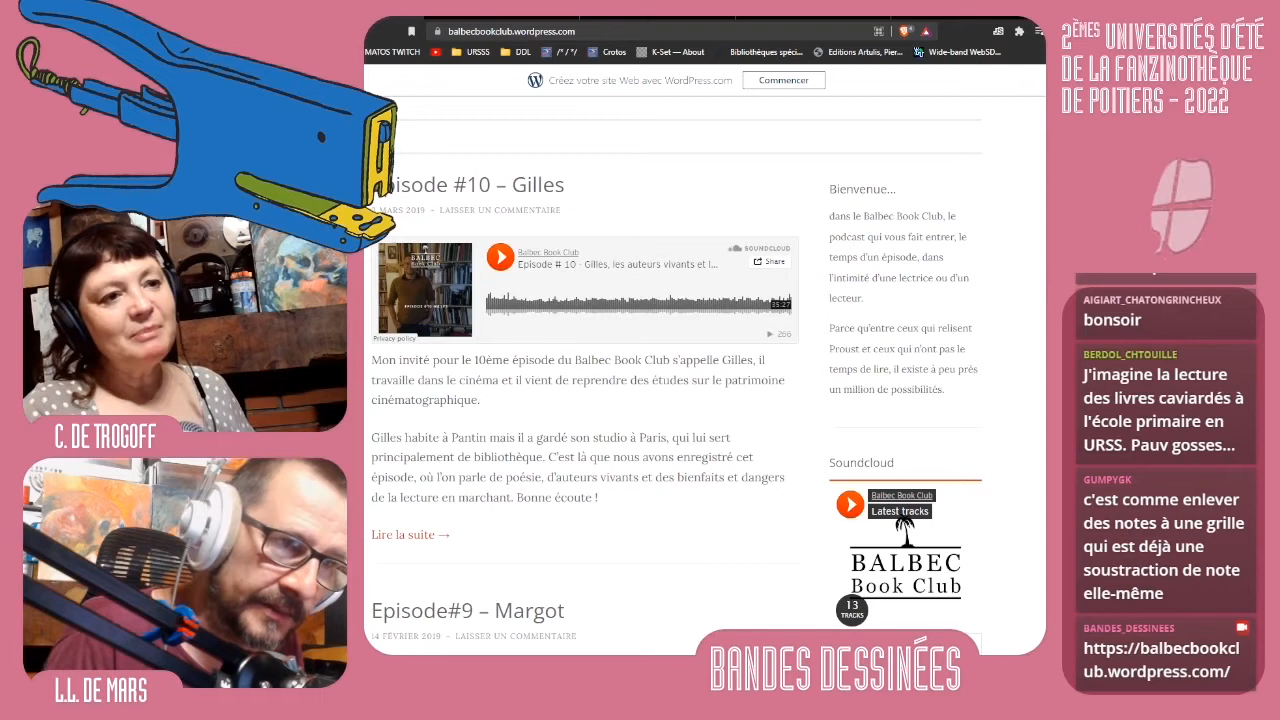 balbecbookclub.wordpress.com
MATOS TWITCH
URSSS
DDL
/*'*/
Crotos
K-Set — About
Bibliothèques spéci...
Editions Artulis, Pier...
Wide-band WebSD...
Créez votre site Web avec WordPress.com
Commencer
isode #10 – Gilles
MARS 2019 - LAISSER UN COMMENTAIRE
BALBEC
Book Club
Privacy policy
Balbec Book Club
Episode # 10 - Gilles, les auteurs vivants et l...
SOUNDCLOUD
Share
35:27
266
Mon invité pour le 10ème épisode du Balbec Book Club s'appelle Gilles, il
travaille dans le cinéma et il vient de reprendre des études sur le patrimoine
cinématographique.
Gilles habite à Pantin mais il a gardé son studio à Paris, qui lui sert
principalement de bibliothèque. C'est là que nous avons enregistré cet
épisode, où l'on parle de poésie, d'auteurs vivants et des bienfaits et dangers
de la lecture en marchant. Bonne écoute !
Lire la suite →
Episode#9 – Margot
14 FÉVRIER 2019 - LAISSER UN COMMENTAIRE
Bienvenue...
dans le Balbec Book Club, le
podcast qui vous fait entrer, le
temps d'un épisode, dans
l'intimité d'une lectrice ou d'un
lecteur.
Parce qu'entre ceux qui relisent
Proust et ceux qui n'ont pas le
temps de lire, il existe à peu près
un million de possibilités.
Soundcloud
Balbec Book Club
Latest tracks
BALBEC
Book Club
13
TRACKS
C. DE TROGOFF
L.L. DE MARS
BANDES DESSINÉES
2ÈMES UNIVERSITÉS D'ÉTÉ
DE LA FANZINOTHÈQUE
DE POITIERS - 2022
AIGIART_CHATONGRINCHEUX
bonsoir
BERDOL_CHTOUILLE
J'imagine la lecture
des livres caviardés à
l'école primaire en
URSS. Pauv gosses...
GUMPYGK
c'est comme enlever
des notes à une grille
qui est déjà une
soustraction de note
elle-même
BANDES_DESSINEES
https://balbecbookcl
ub.wordpress.com/